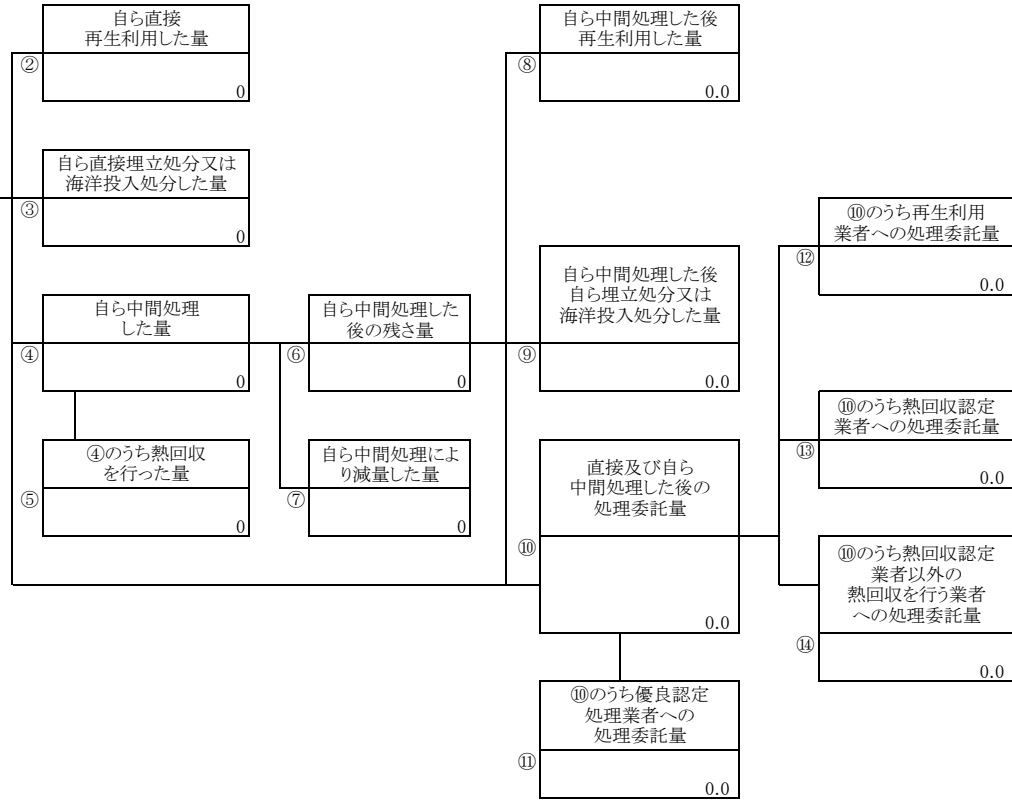 自ら直接
再生利用した量
②
0
自ら直接埋立処分又は
海洋投入処分した量
③
0
自ら中間処理
した量
④
0
④のうち熱回収
を行った量
⑤
0
自ら中間処理した
後の残さ量
⑥
0
自ら中間処理によ
り減量した量
⑦
0
自ら中間処理した後
再生利用した量
⑧
0.0
自ら中間処理した後
自ら埋立処分又は
海洋投入処分した量
⑨
0.0
直接及び自ら
中間処理した後の
処理委託量
⑩
0.0
⑩のうち優良認定
処理業者への
処理委託量
⑪
0.0
⑩のうち再生利用
業者への処理委託量
⑫
0.0
⑩のうち熱回収認定
業者への処理委託量
⑬
0.0
⑩のうち熱回収認定
業者以外の
熱回収を行う業者
への処理委託量
⑭
0.0